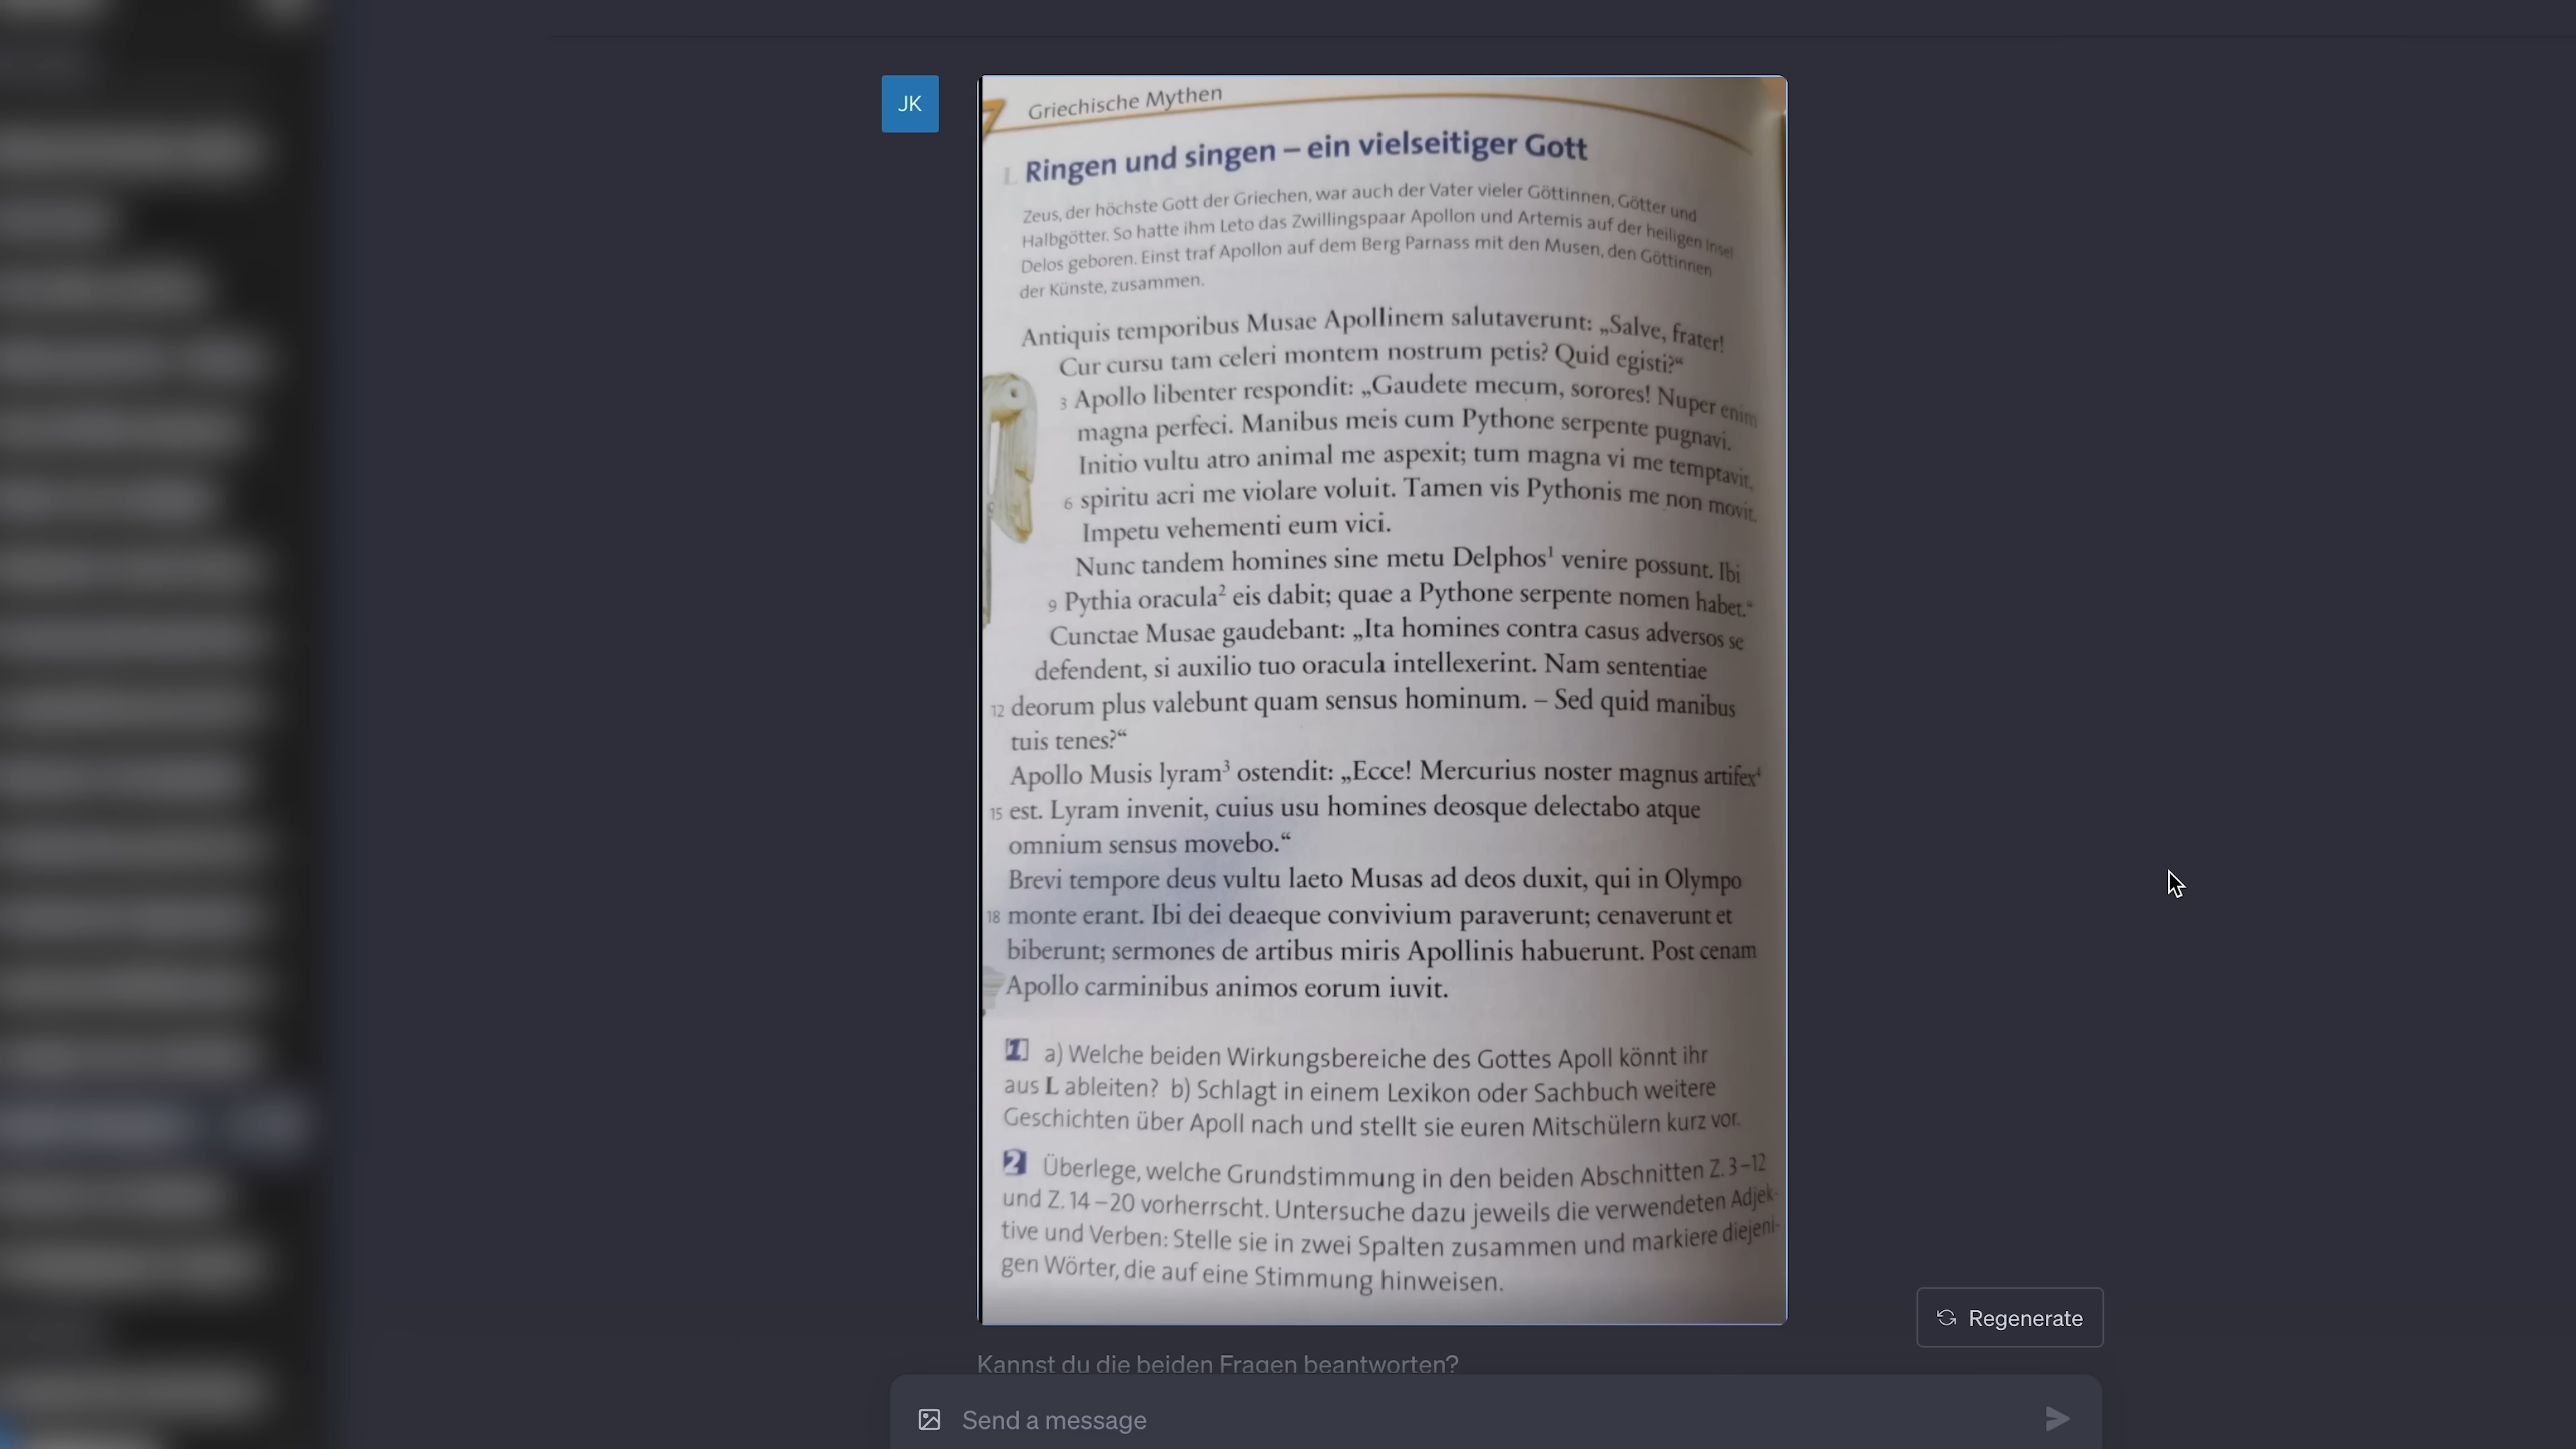 JK
7 Griechische Mythen
L Ringen und singen – ein vielseitiger Gott
Zeus, der höchste Gott der Griechen, war auch der Vater vieler Göttinnen, Götter und
Halbgötter. So hatte ihm Leto das Zwillingspaar Apollon und Artemis auf der heiligen Insel
Delos geboren. Einst traf Apollon auf dem Berg Parnass mit den Musen, den Göttinnen
der Künste, zusammen.
Antiquis temporibus Musae Apollinem salutaverunt: „Salve, frater!
Cur cursu tam celeri montem nostrum petis? Quid egisti?“
3 Apollo libenter respondit: „Gaudete mecum, sorores! Nuper enim
magna perfeci. Manibus meis cum Pythone serpente pugnavi.
Initio vultu atro animal me aspexit; tum magna vi me temptavit,
6 spiritu acri me violare voluit. Tamen vis Pythonis me non movit.
Impetu vehementi eum vici.
Nunc tandem homines sine metu Delphos¹ venire possunt. Ibi
9 Pythia oracula² eis dabit; quae a Pythone serpente nomen habet.“
Cunctae Musae gaudebant: „Ita homines contra casus adversos se
defendent, si auxilio tuo oracula intellexerint. Nam sententiae
12 deorum plus valebunt quam sensus hominum. – Sed quid manibus
tuis tenes?“
Apollo Musis lyram³ ostendit: „Ecce! Mercurius noster magnus artifex⁴
15 est. Lyram invenit, cuius usu homines deosque delectabo atque
omnium sensus movebo.“
Brevi tempore deus vultu laeto Musas ad deos duxit, qui in Olympo
18 monte erant. Ibi dei deaeque convivium paraverunt; cenaverunt et
biberunt; sermones de artibus miris Apollinis habuerunt. Post cenam
Apollo carminibus animos eorum iuvit.
1 a) Welche beiden Wirkungsbereiche des Gottes Apoll könnt ihr
aus L ableiten? b) Schlagt in einem Lexikon oder Sachbuch weitere
Geschichten über Apoll nach und stellt sie euren Mitschülern kurz vor.
2 Überlege, welche Grundstimmung in den beiden Abschnitten Z. 3–12
und Z. 14–20 vorherrscht. Untersuche dazu jeweils die verwendeten Adjek-
tive und Verben: Stelle sie in zwei Spalten zusammen und markiere diejeni-
gen Wörter, die auf eine Stimmung hinweisen.
Regenerate
Kannst du die beiden Fragen beantworten?
Send a message